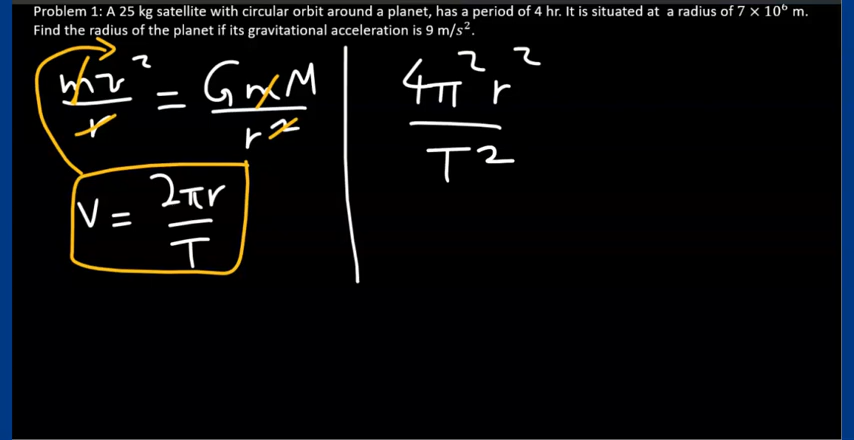 Problem 1: A 25 kg satellite with circular orbit around a planet, has a period of 4 hr. It is situated at a radius of 7 × 10⁶ m.
Find the radius of the planet if its gravitational acceleration is 9 m/s².
mv²/r = GmM/r²
V = 2πr/T
4π²r²/T²